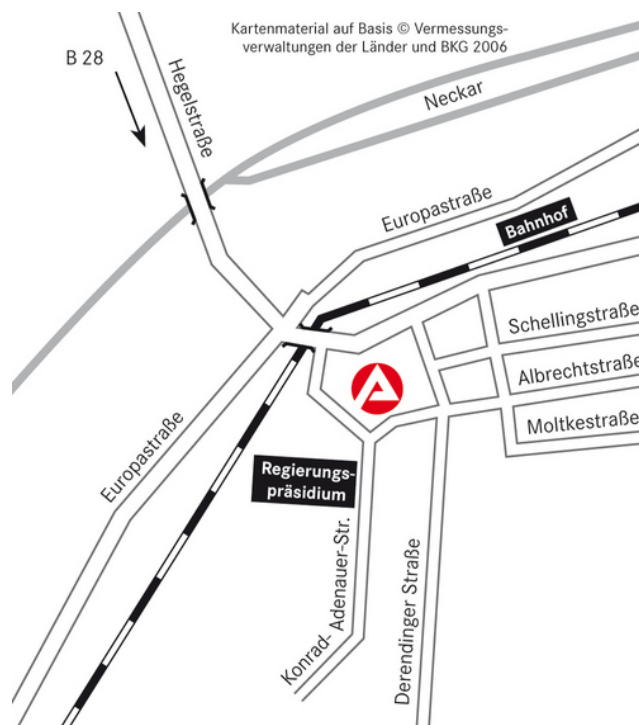 Kartenmaterial auf Basis © Vermessungs-
verwaltungen der Länder und BKG 2006
B 28
Hegelstraße
Neckar
Europastraße
Bahnhof
Schellingstraße
Albrechtstraße
Moltkestraße
Europastraße
Regierungs-
präsidium
Konrad- Adenauer-Str.
Derendinger Straße